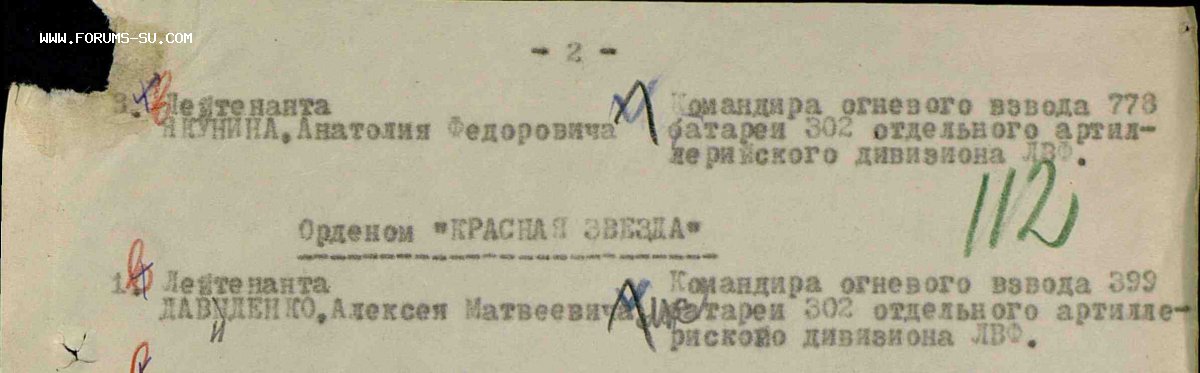 WWW.FORUMS-SU.COM
- 2 -
3. Лейтенанта
ЯКУНИНА, Анатолия Федоровича
Командира огневого взвода 778
батареи 302 отдельного артил-
лерийского дивизиона ЛВФ.
112
Орденом "КРАСНАЯ ЗВЕЗДА"
1. Лейтенанта
ДАВЫДЕНКО, Алексея Матвеевича
и
Командира огневого взвода 399
батареи 302 отдельного артилле-
риского дивизиона ЛВФ.